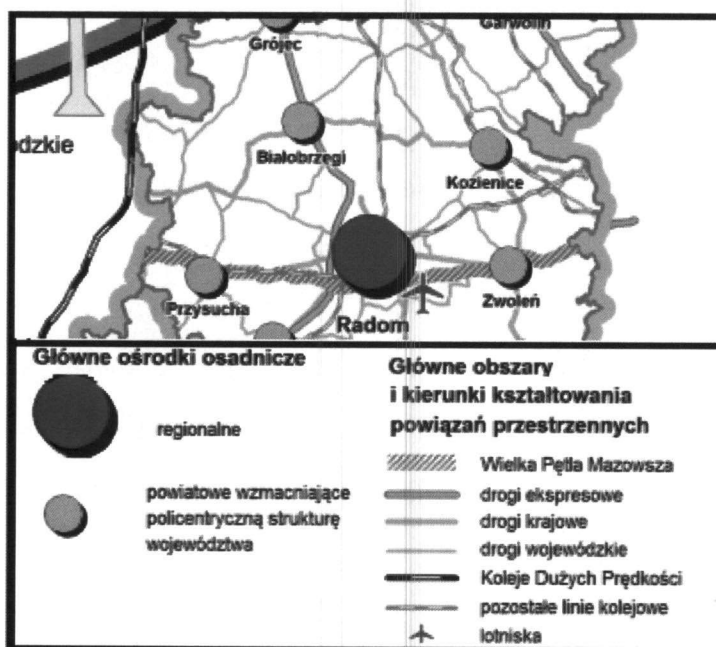 Garwolin
Grójec
odzkie
Białobrzegi
Kozienice
Przysucha
Zwoleń
Radom
Główne ośrodki osadnicze
regionalne
powiatowe wzmacniające
policentryczną strukturę
województwa
Główne obszary
i kierunki kształtowania
powiązań przestrzennych
Wielka Pętla Mazowsza
drogi ekspresowe
drogi krajowe
drogi wojewódzkie
Koleje Dużych Prędkości
pozostałe linie kolejowe
lotniska